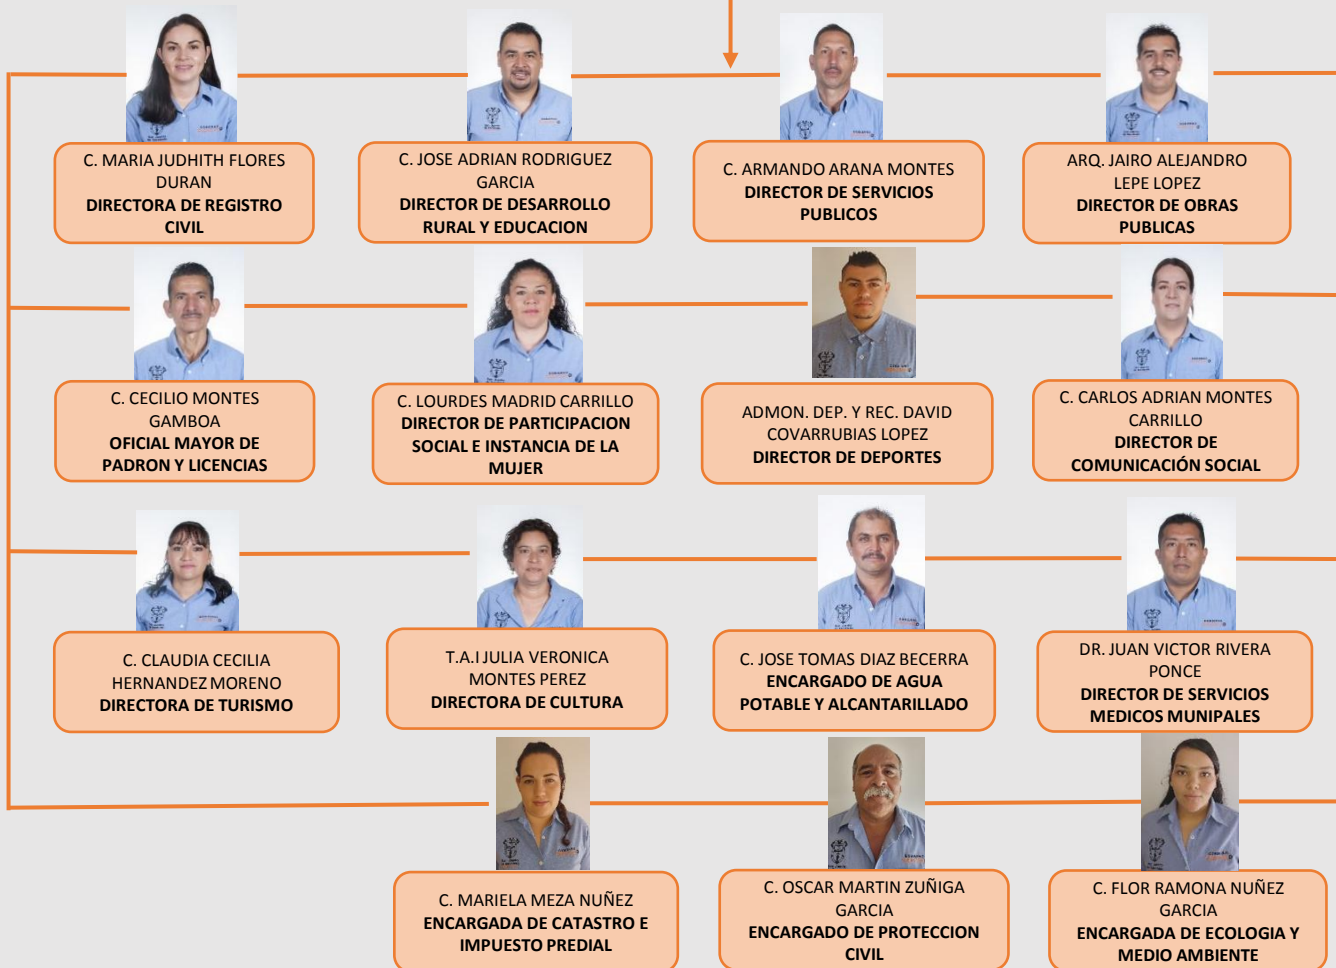 C. MARIA JUDHITH FLORES
DURAN
DIRECTORA DE REGISTRO
CIVIL
C. JOSE ADRIAN RODRIGUEZ
GARCIA
DIRECTOR DE DESARROLLO
RURAL Y EDUCACION
C. ARMANDO ARANA MONTES
DIRECTOR DE SERVICIOS
PUBLICOS
ARQ. JAIRO ALEJANDRO
LEPE LOPEZ
DIRECTOR DE OBRAS
PUBLICAS
C. CECILIO MONTES
GAMBOA
OFICIAL MAYOR DE
PADRON Y LICENCIAS
C. LOURDES MADRID CARRILLO
DIRECTOR DE PARTICIPACION
SOCIAL E INSTANCIA DE LA
MUJER
ADMON. DEP. Y REC. DAVID
COVARRUBIAS LOPEZ
DIRECTOR DE DEPORTES
C. CARLOS ADRIAN MONTES
CARRILLO
DIRECTOR DE
COMUNICACIÓN SOCIAL
C. CLAUDIA CECILIA
HERNANDEZ MORENO
DIRECTORA DE TURISMO
T.A.I JULIA VERONICA
MONTES PEREZ
DIRECTORA DE CULTURA
C. JOSE TOMAS DIAZ BECERRA
ENCARGADO DE AGUA
POTABLE Y ALCANTARILLADO
DR. JUAN VICTOR RIVERA
PONCE
DIRECTOR DE SERVICIOS
MEDICOS MUNIPALES
C. MARIELA MEZA NUÑEZ
ENCARGADA DE CATASTRO E
IMPUESTO PREDIAL
C. OSCAR MARTIN ZUÑIGA
GARCIA
ENCARGADO DE PROTECCION
CIVIL
C. FLOR RAMONA NUÑEZ
GARCIA
ENCARGADA DE ECOLOGIA Y
MEDIO AMBIENTE